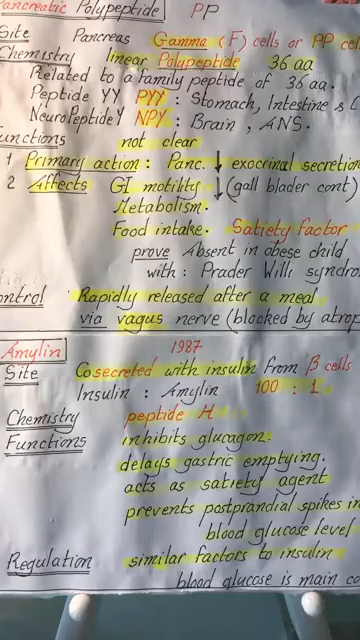 Pancreatic Polypeptide PP
Site Pancreas Gamma (F) cells or PP cel
Chemistry linear Polypeptide 36 aa
Related to a family peptide of 36 aa.
Peptide YY PYY : Stomach, Intestine &
NeuroPeptide Y NPY : Brain, ANS.
unctions not clear
1 Primary action : Panc. ↓ exocrinal secretion
2 Affects GI motility ↓ (gall blader cont)
Metabolism.
Food intake. Satiety factor
prove Absent in obese child
with : Prader Willi syndro
ontrol Rapidly released after a meal
via vagus nerve (blocked by atrop
Amylin 1987
Site Cosecreted with insulin from β cells
Insulin : Amylin 100 : 1
Chemistry peptide H
Functions inhibits glucagon.
delays gastric emptying.
acts as satiety agent
prevents postprandial spikes in
blood glucose level
Regulation similar factors to insulin
blood glucose is main co